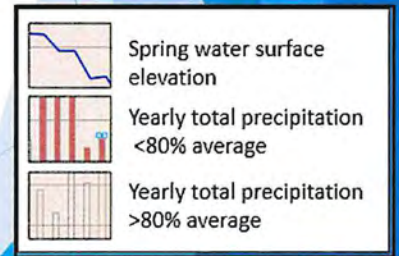 Spring water surface
elevation
Yearly total precipitation
<80% average
Yearly total precipitation
>80% average